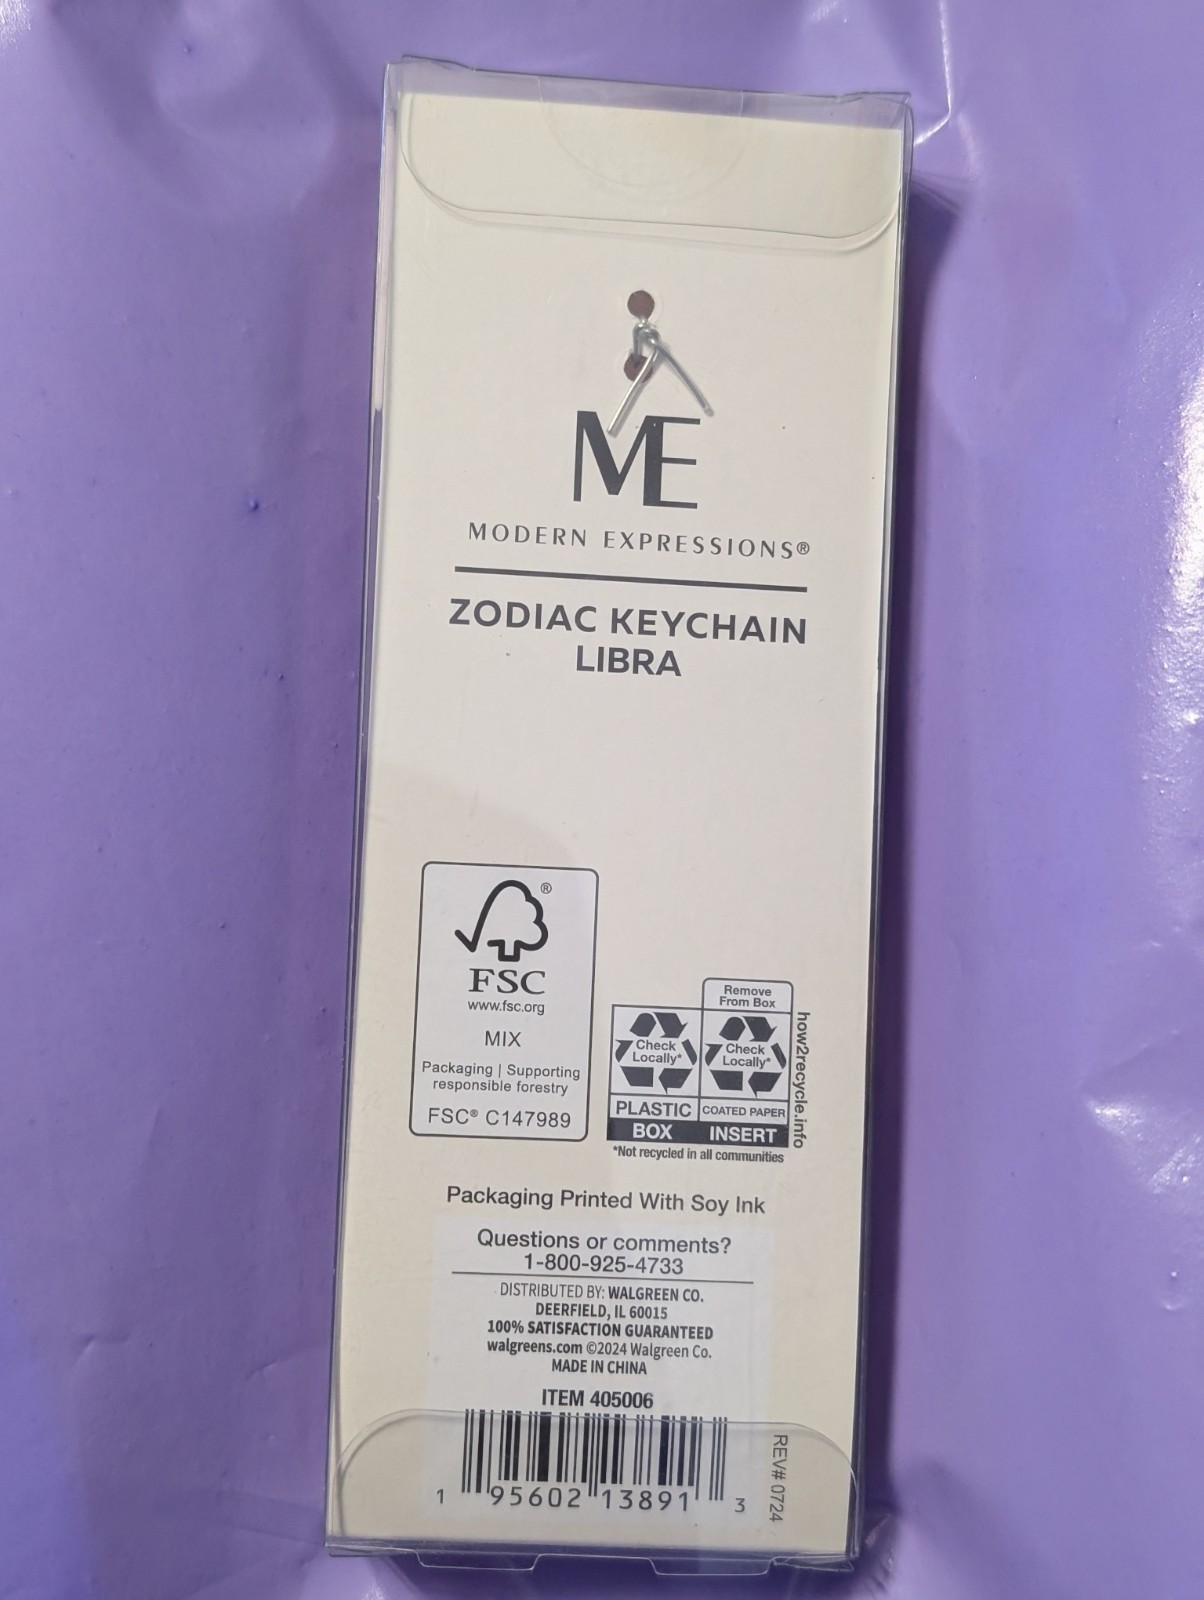 ME
MODERN EXPRESSIONS®
ZODIAC KEYCHAIN
LIBRA
®
FSC
www.fsc.org
MIX
Packaging | Supporting
responsible forestry
FSC® C147989
Remove
From Box
Check
Locally*
Check
Locally*
PLASTIC
COATED PAPER
BOX
INSERT
*Not recycled in all communities
how2recycle.info
Packaging Printed With Soy Ink
Questions or comments?
1-800-925-4733
DISTRIBUTED BY: WALGREEN CO.
DEERFIELD, IL 60015
100% SATISFACTION GUARANTEED
walgreens.com ©2024 Walgreen Co.
MADE IN CHINA
ITEM 405006
1 95602 13891 3
REV# 0724